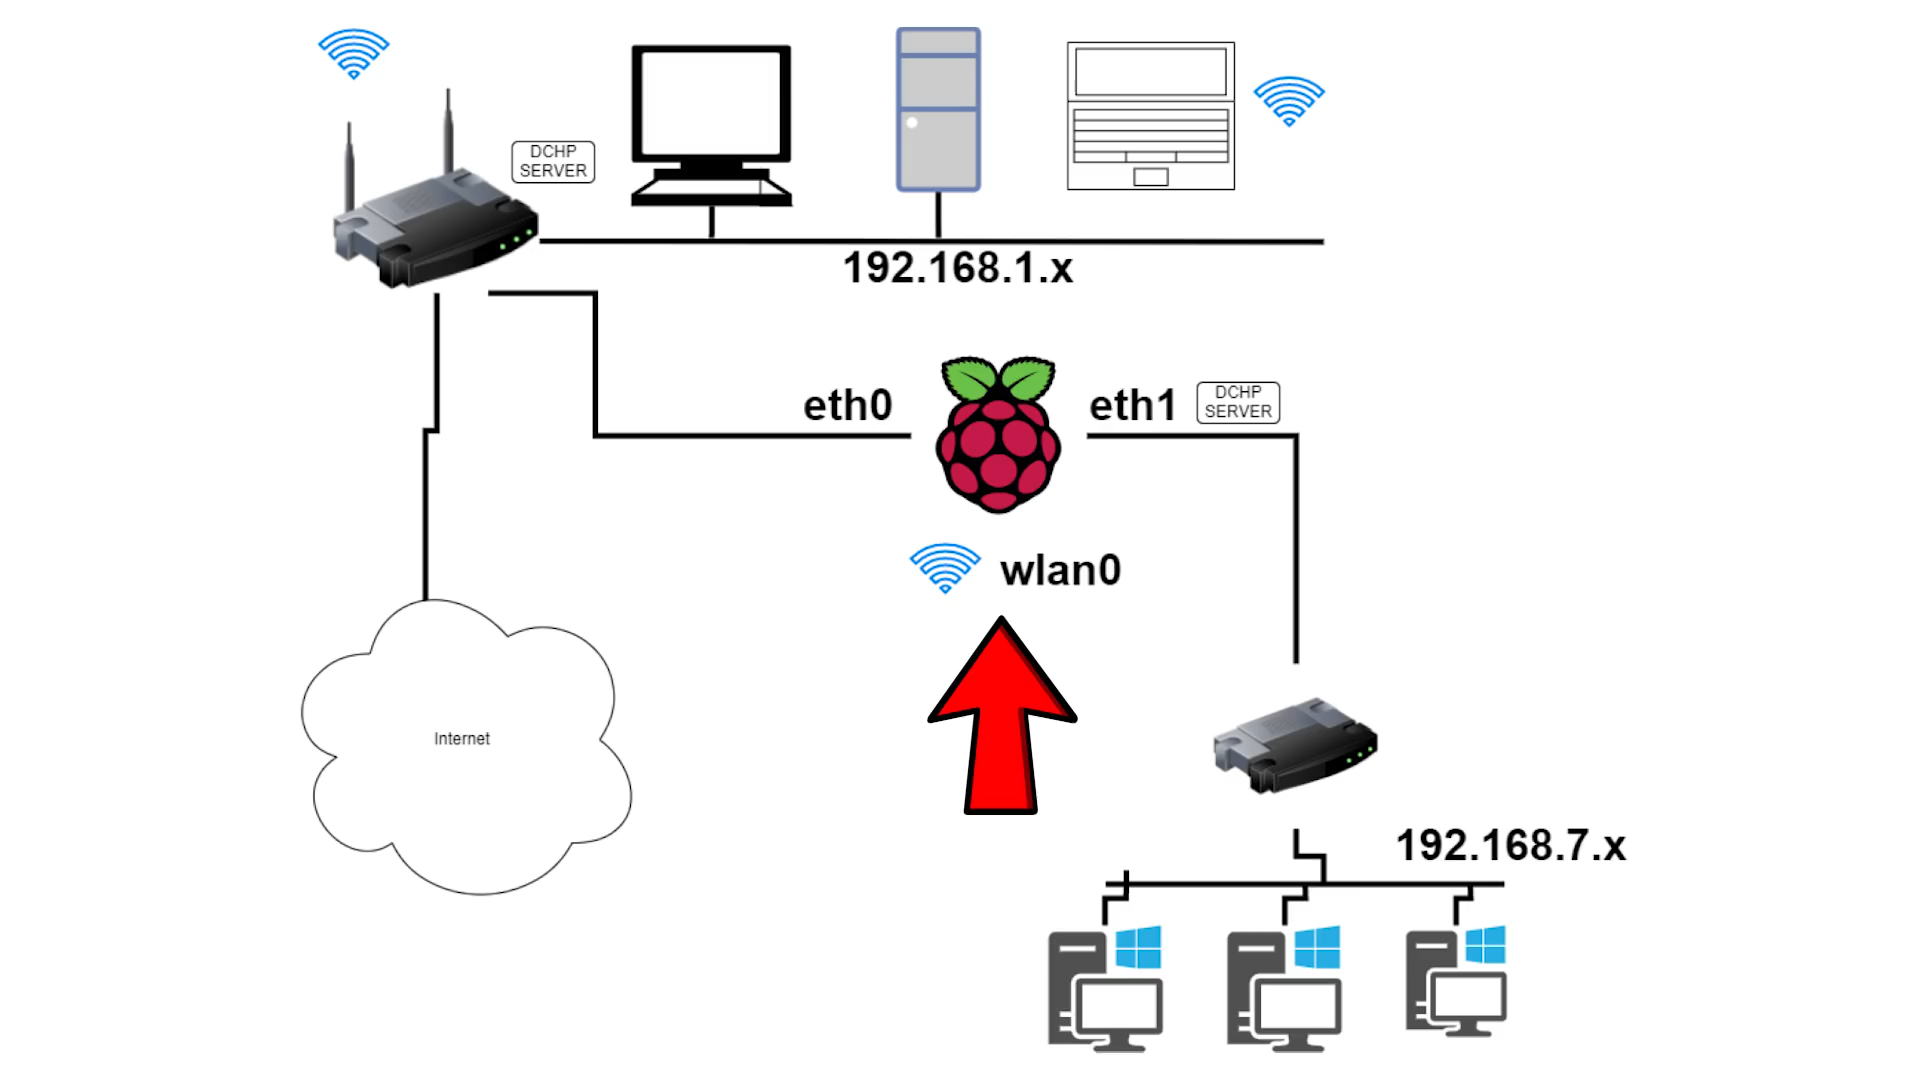 DCHP
SERVER
192.168.1.x
eth0
eth1
DCHP
SERVER
wlan0
Internet
192.168.7.x